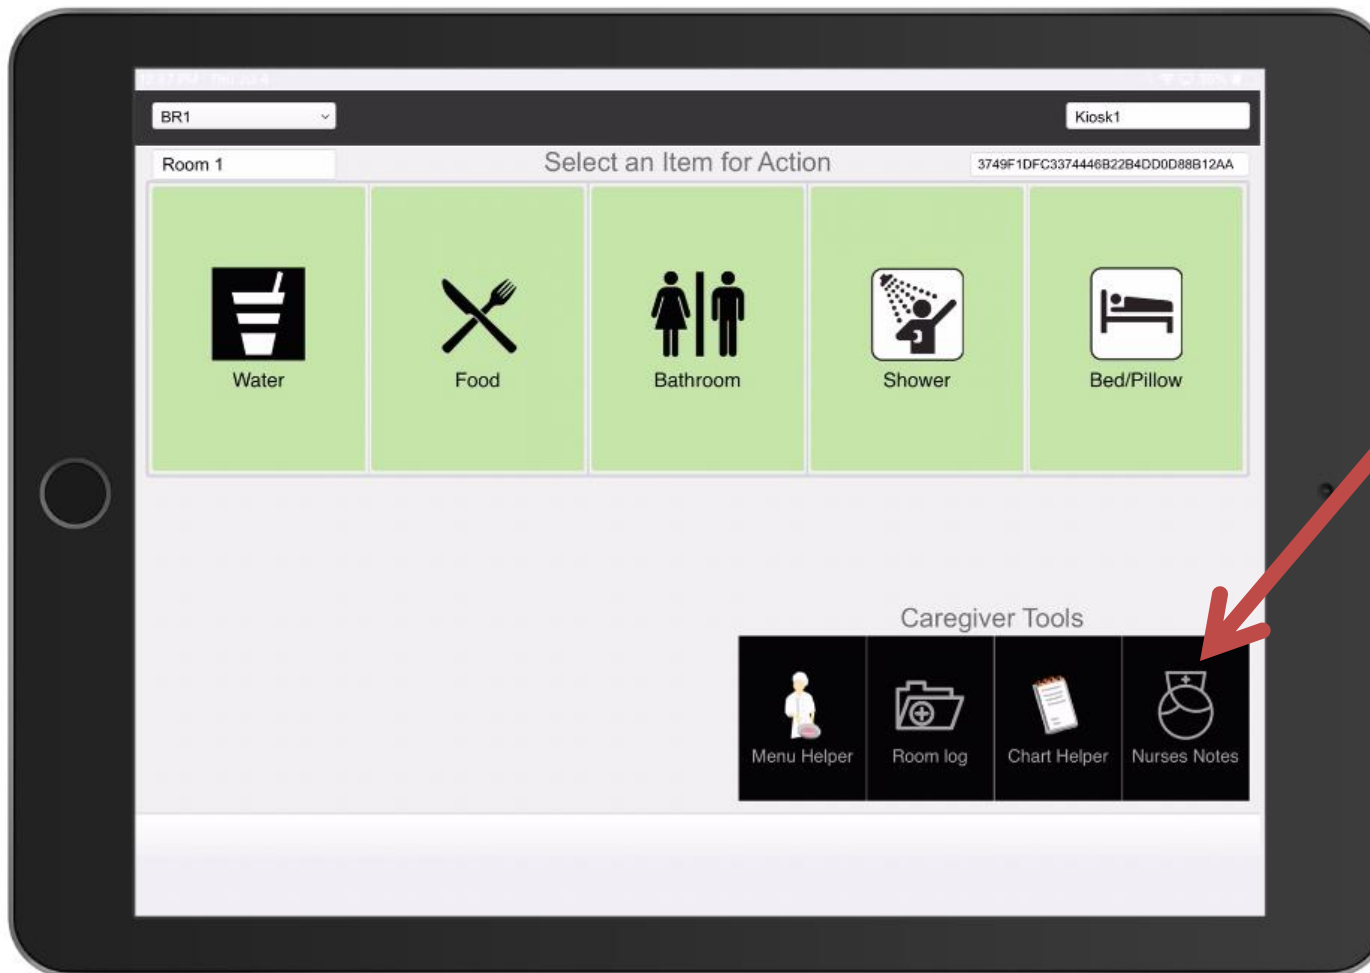 BR1
Kiosk1
Room 1
Select an Item for Action
3749F1DFC3374446B22B4DD0D88B12AA
Water
Food
Bathroom
Shower
Bed/Pillow
Caregiver Tools
Menu Helper
Room log
Chart Helper
Nurses Notes